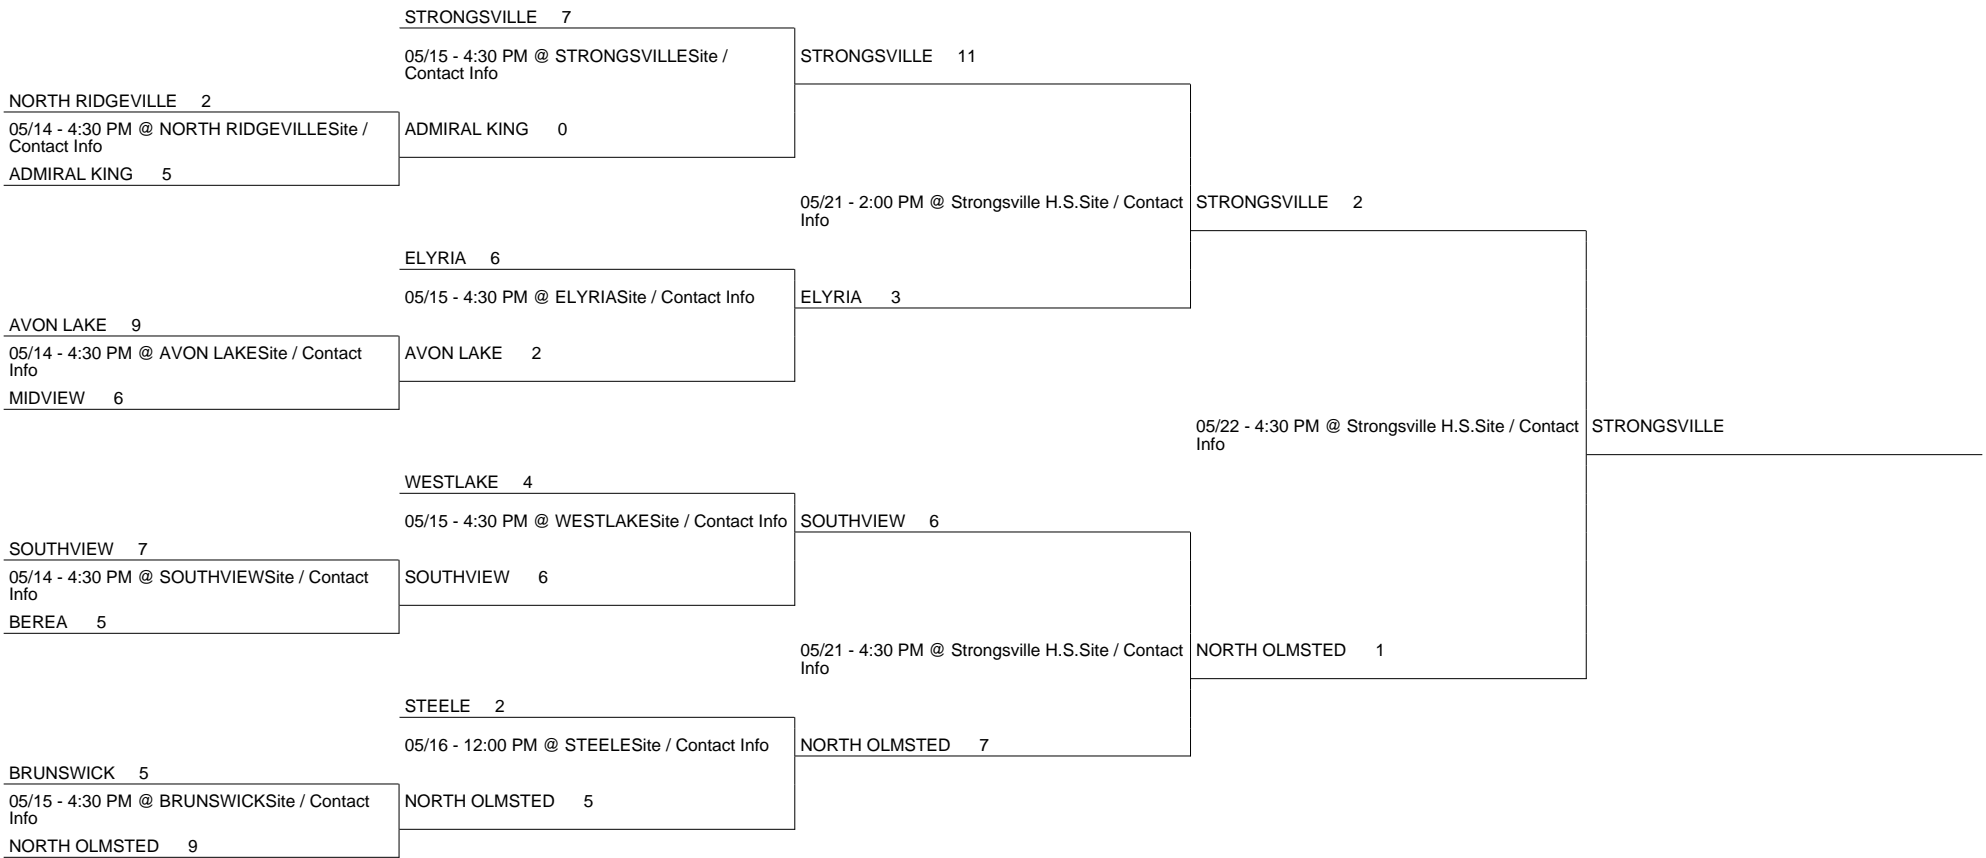 STRONGSVILLE 7
05/15 - 4:30 PM @ STRONGSVILLESite /
Contact Info
STRONGSVILLE 11
NORTH RIDGEVILLE 2
05/14 - 4:30 PM @ NORTH RIDGEVILLESite /
Contact Info
ADMIRAL KING 0
ADMIRAL KING 5
05/21 - 2:00 PM @ Strongsville H.S.Site / Contact
Info
STRONGSVILLE 2
ELYRIA 6
05/15 - 4:30 PM @ ELYRIASite / Contact Info
ELYRIA 3
AVON LAKE 9
05/14 - 4:30 PM @ AVON LAKESite / Contact
Info
AVON LAKE 2
MIDVIEW 6
05/22 - 4:30 PM @ Strongsville H.S.Site / Contact
Info
STRONGSVILLE
WESTLAKE 4
05/15 - 4:30 PM @ WESTLAKESite / Contact Info
SOUTHVIEW 6
SOUTHVIEW 7
05/14 - 4:30 PM @ SOUTHVIEWSite / Contact
Info
SOUTHVIEW 6
BEREA 5
05/21 - 4:30 PM @ Strongsville H.S.Site / Contact
Info
NORTH OLMSTED 1
STEELE 2
05/16 - 12:00 PM @ STEELESite / Contact Info
NORTH OLMSTED 7
BRUNSWICK 5
05/15 - 4:30 PM @ BRUNSWICKSite / Contact
Info
NORTH OLMSTED 5
NORTH OLMSTED 9